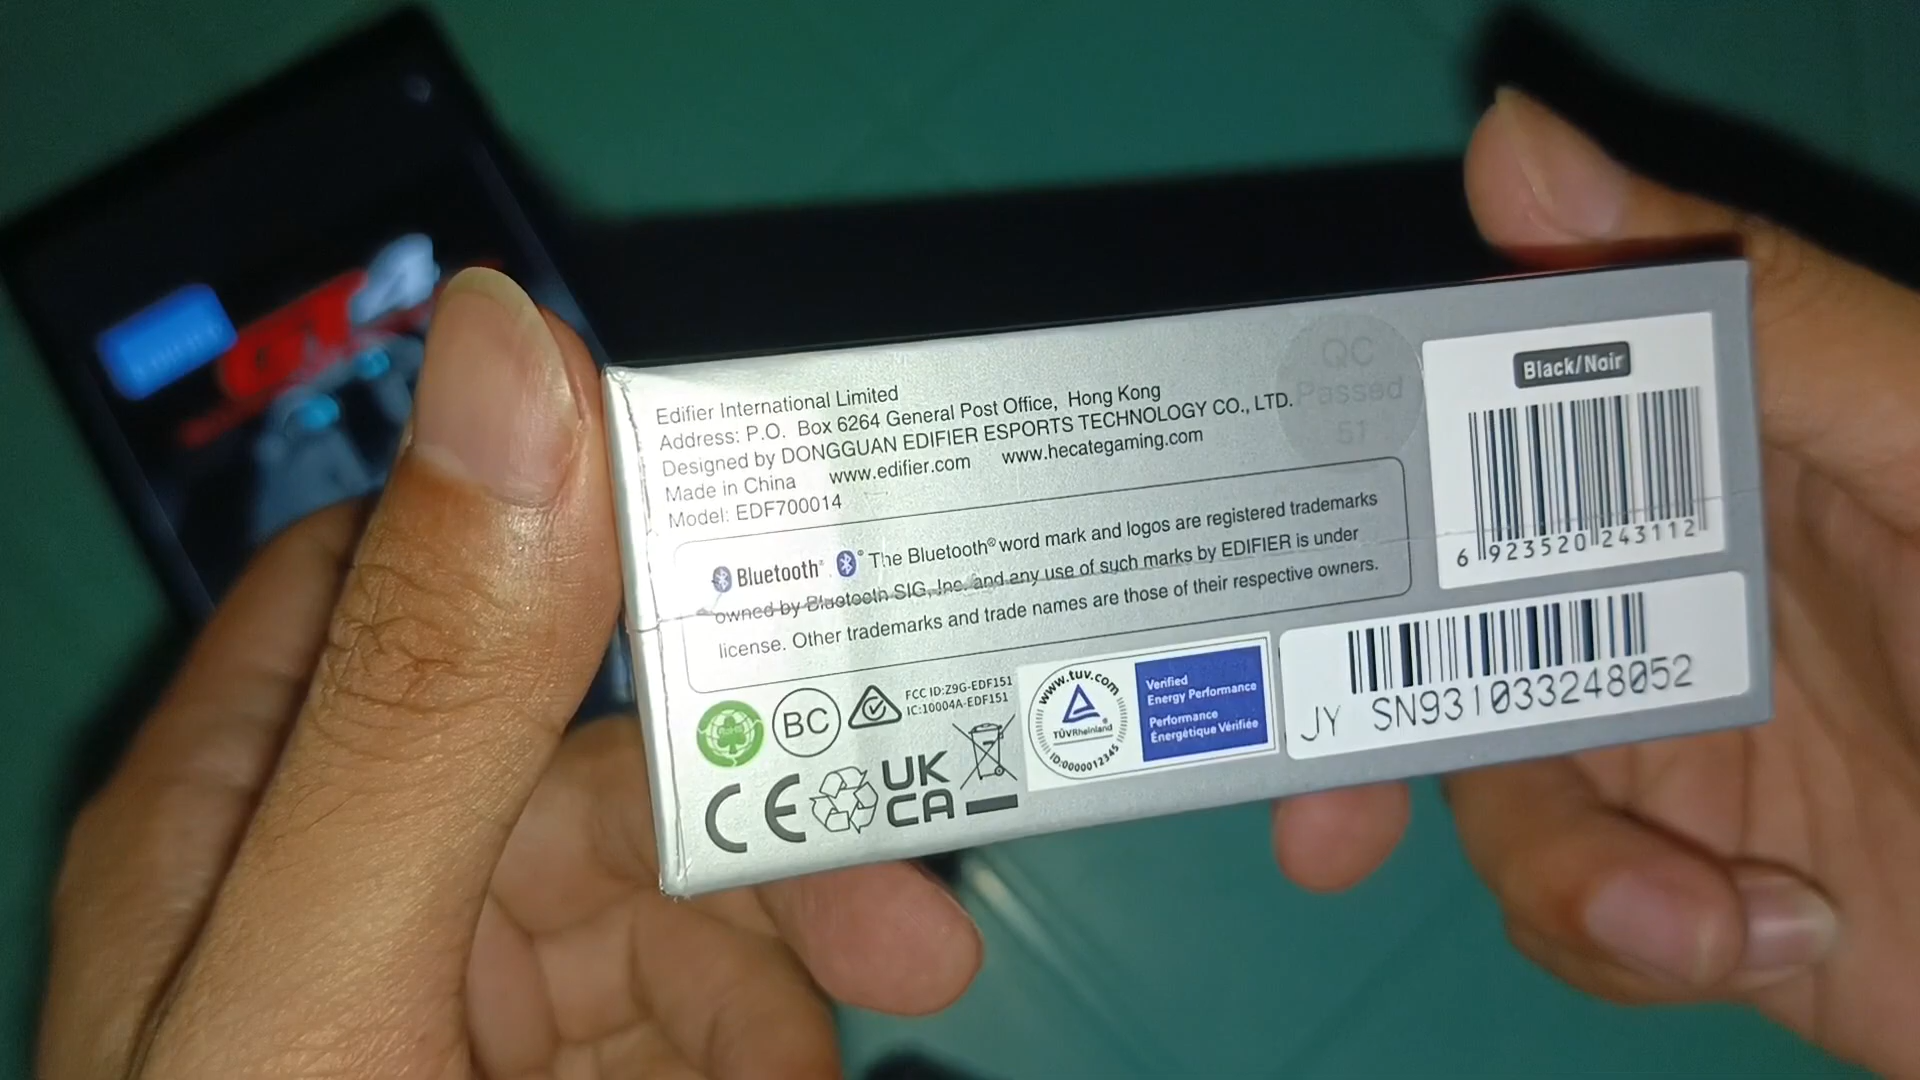 Edifier International Limited
Address: P.O. Box 6264 General Post Office, Hong Kong
Designed by DONGGUAN EDIFIER ESPORTS TECHNOLOGY CO., LTD.
Made in China www.edifier.com www.hecategaming.com
Model: EDF700014
QC
Passed
51
Bluetooth® ® The Bluetooth® word mark and logos are registered trademarks
owned by Bluetooth SIG, Inc. and any use of such marks by EDIFIER is under
license. Other trademarks and trade names are those of their respective owners.
RoHS
BC
FCC ID:Z9G-EDF151
IC:10004A-EDF151
CE
UK
CA
www.tuv.com
TÜVRheinland®
ID:0000012345
Verified
Energy Performance
Performance
Énergétique Vérifiée
Black/Noir
6 923520 243112
JY SN931033248052